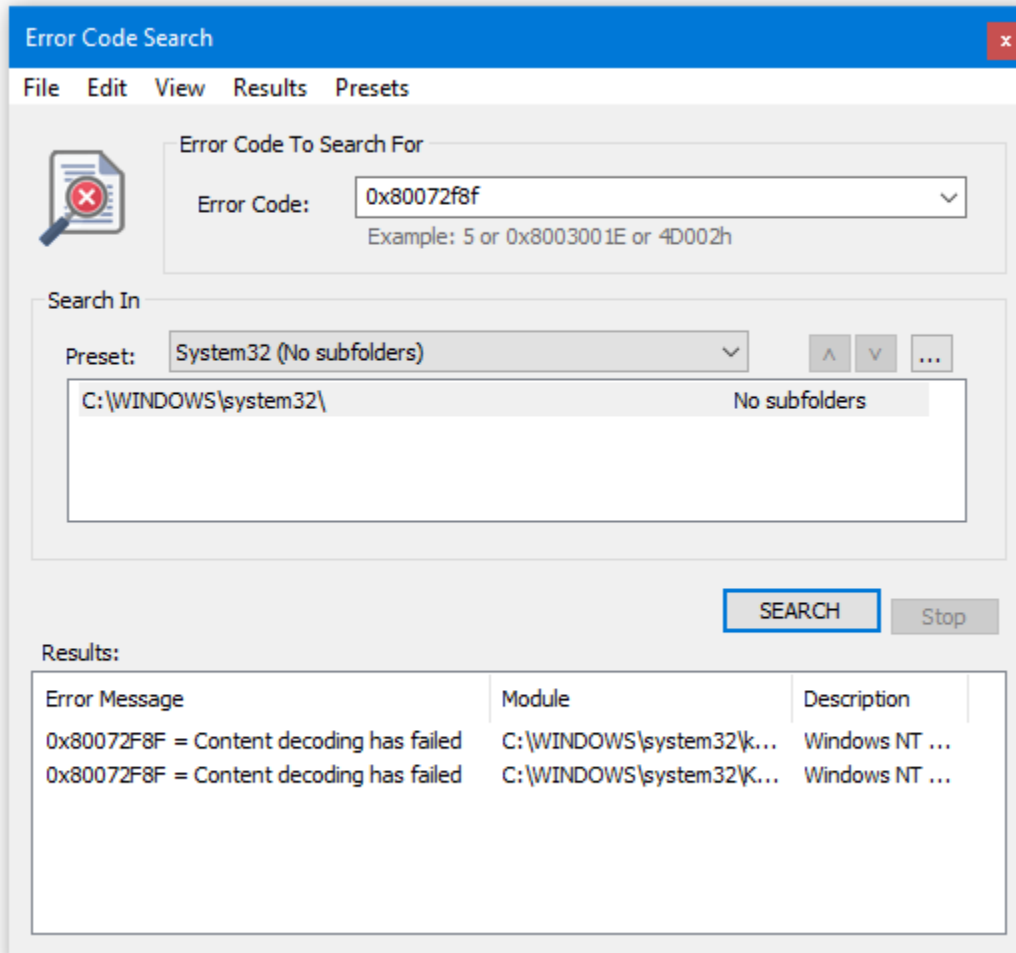 Error Code Search
x
File Edit View Results Presets
Error Code To Search For
Error Code: 0x80072f8f
Example: 5 or 0x8003001E or 4D002h
Search In
Preset: System32 (No subfolders) ...
C:\WINDOWS\system32\ No subfolders
SEARCH Stop
Results:
Error Message Module Description
0x80072F8F = Content decoding has failed C:\WINDOWS\system32\k... Windows NT ...
0x80072F8F = Content decoding has failed C:\WINDOWS\system32\K... Windows NT ...